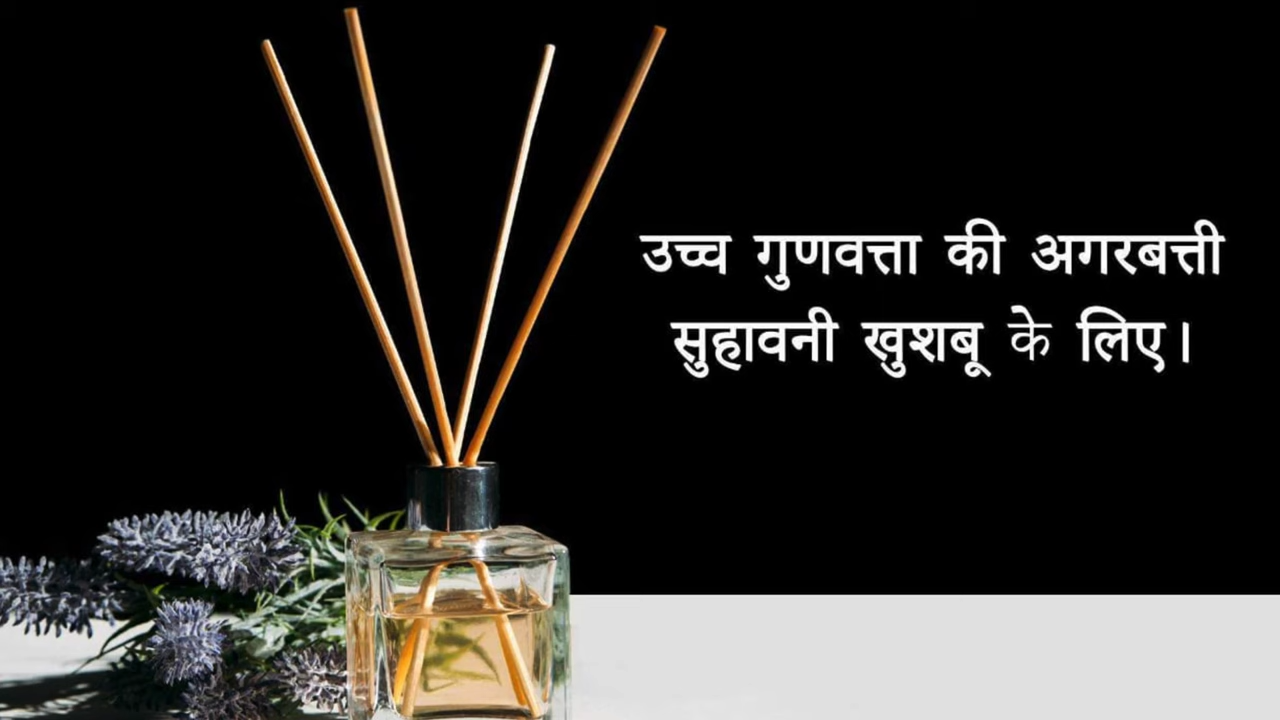 उच्च गुणवत्ता की अगरबत्ती
सुहावनी खुशबू के लिए।